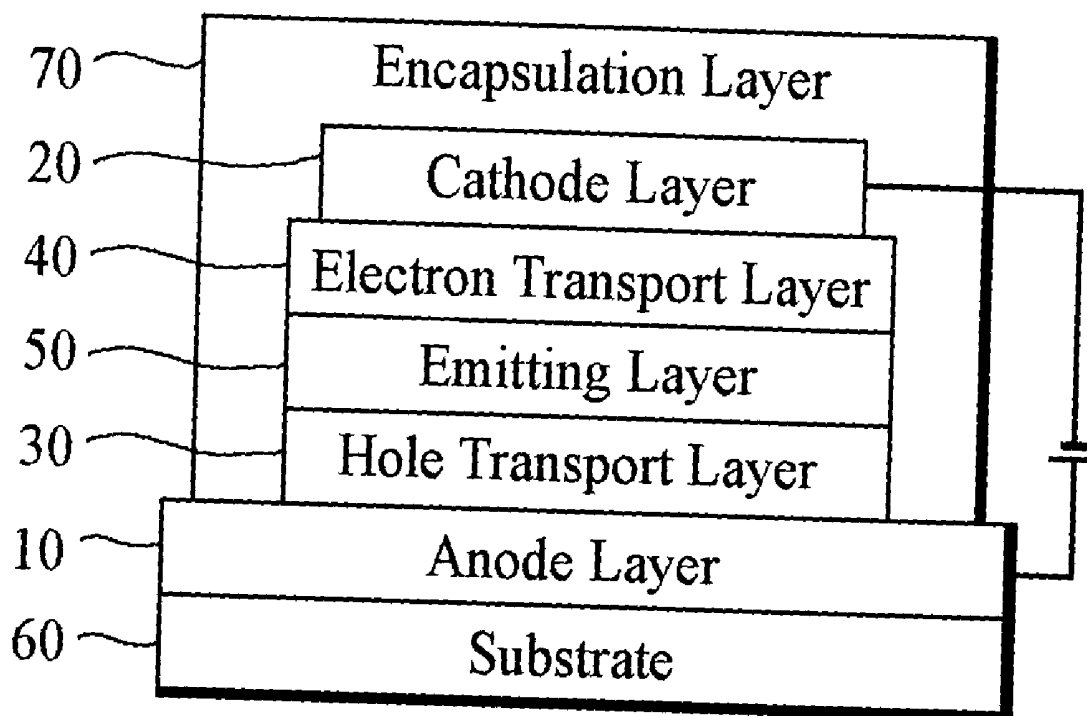 70 Encapsulation Layer
20 Cathode Layer
40 Electron Transport Layer
50 Emitting Layer
30 Hole Transport Layer
10 Anode Layer
60 Substrate